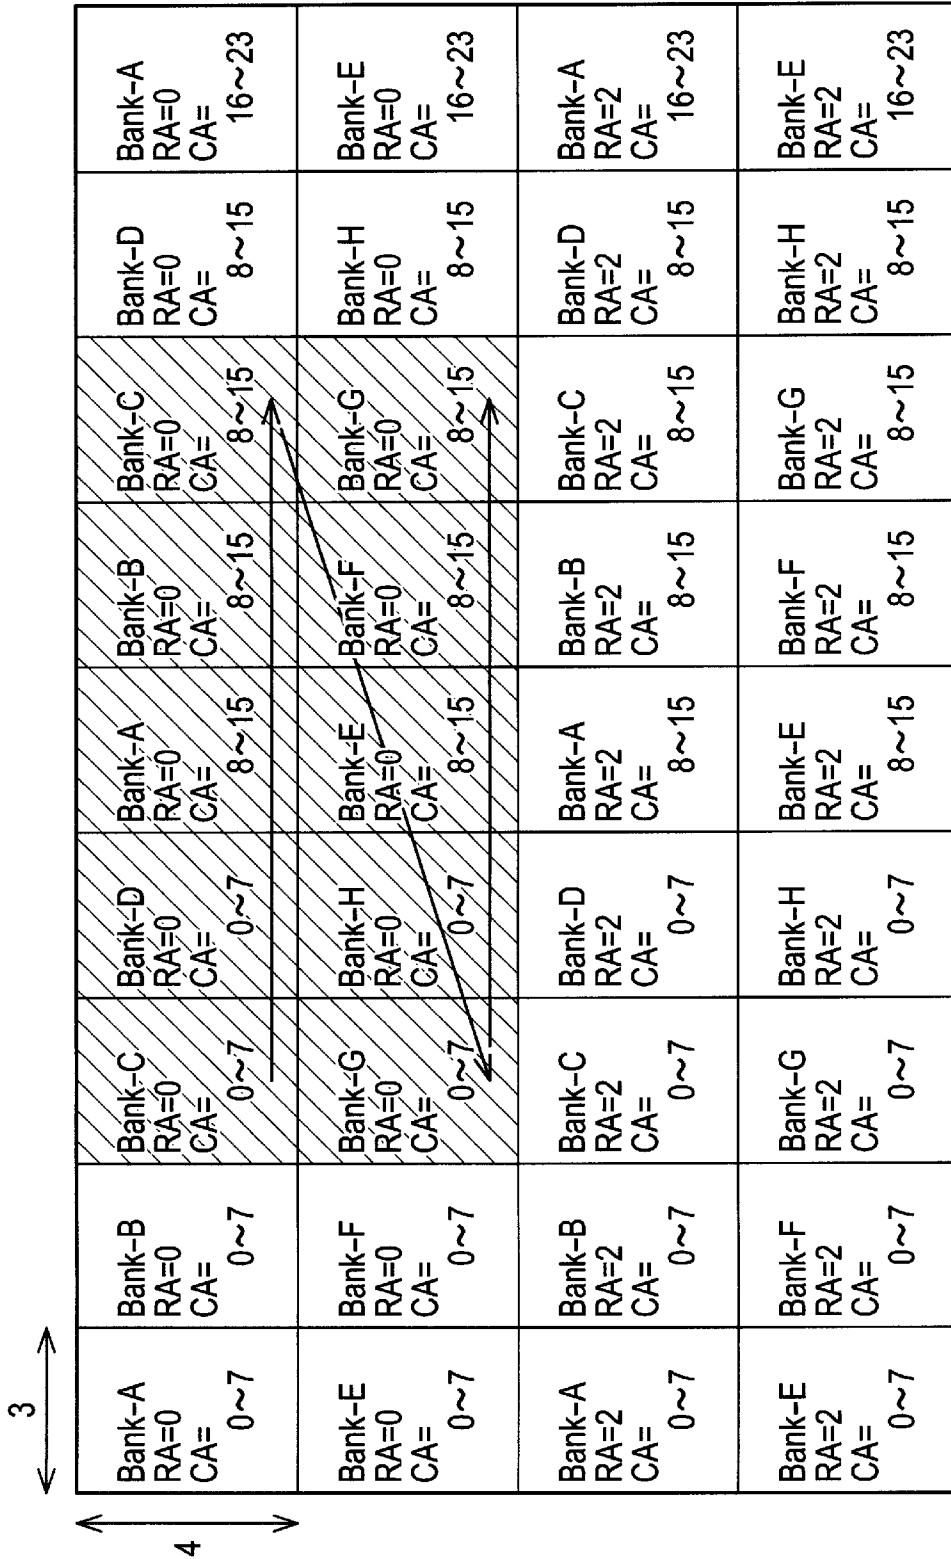 3
4
Bank-A
RA=0
CA=
0~7
Bank-B
RA=0
CA=
0~7
Bank-C
RA=0
CA=
0~7
Bank-D
RA=0
CA=
0~7
Bank-A
RA=0
CA=
8~15
Bank-B
RA=0
CA=
8~15
Bank-C
RA=0
CA=
8~15
Bank-D
RA=0
CA=
8~15
Bank-A
RA=0
CA=
16~23
Bank-E
RA=0
CA=
0~7
Bank-F
RA=0
CA=
0~7
Bank-G
RA=0
CA=
0~7
Bank-H
RA=0
CA=
0~7
Bank-E
RA=0
CA=
8~15
Bank-F
RA=0
CA=
8~15
Bank-G
RA=0
CA=
8~15
Bank-H
RA=0
CA=
8~15
Bank-E
RA=0
CA=
16~23
Bank-A
RA=2
CA=
0~7
Bank-B
RA=2
CA=
0~7
Bank-C
RA=2
CA=
0~7
Bank-D
RA=2
CA=
0~7
Bank-A
RA=2
CA=
8~15
Bank-B
RA=2
CA=
8~15
Bank-C
RA=2
CA=
8~15
Bank-D
RA=2
CA=
8~15
Bank-A
RA=2
CA=
16~23
Bank-E
RA=2
CA=
0~7
Bank-F
RA=2
CA=
0~7
Bank-G
RA=2
CA=
0~7
Bank-H
RA=2
CA=
0~7
Bank-E
RA=2
CA=
8~15
Bank-F
RA=2
CA=
8~15
Bank-G
RA=2
CA=
8~15
Bank-H
RA=2
CA=
8~15
Bank-E
RA=2
CA=
16~23